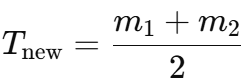 T_new = (m_1 + m_2) / 2